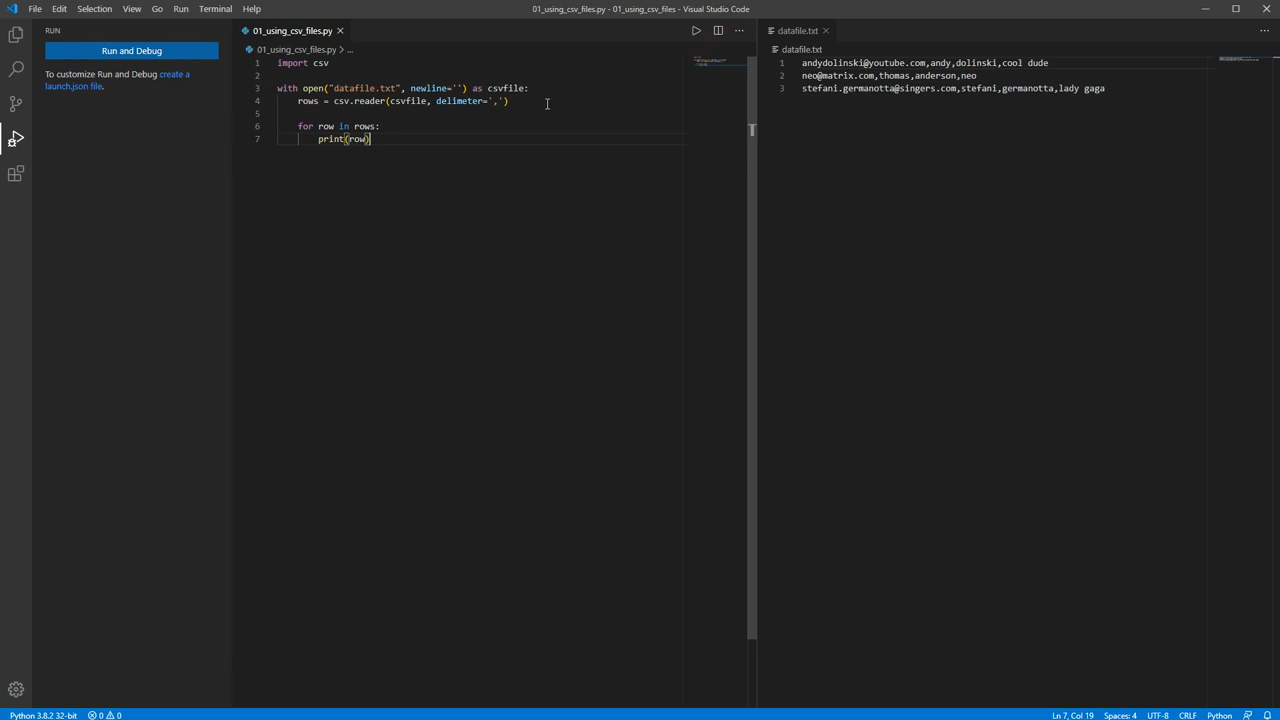 File Edit Selection View Go Run Terminal Help
01_using_csv_files.py - 01_using_csv_files - Visual Studio Code
RUN
Run and Debug
To customize Run and Debug create a
launch.json file.
01_using_csv_files.py
01_using_csv_files.py > ...
1 import csv
2
3 with open("datafile.txt", newline='') as csvfile:
4 rows = csv.reader(csvfile, delimeter=',')
5
6 for row in rows:
7 print(row)
datafile.txt
datafile.txt
1 andydolinski@youtube.com,andy,dolinski,cool dude
2 neo@matrix.com,thomas,anderson,neo
3 stefani.germanotta@singers.com,stefani,germanotta,lady gaga
Python 3.8.2 32-bit 0 0 Ln 7, Col 19 Spaces: 4 UTF-8 CRLF Python